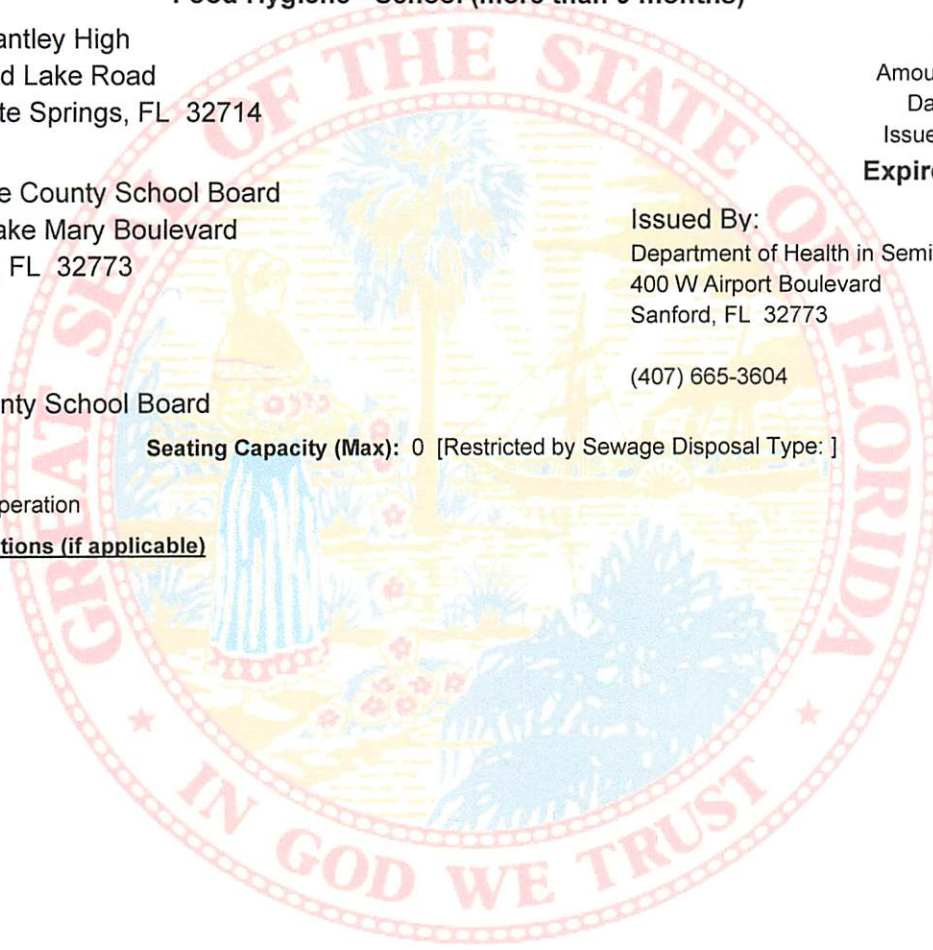 Food Hygiene - School (more than 9 months)
antley High
d Lake Road
te Springs, FL 32714
Amou
Da
Issue
Expire
e County School Board
ake Mary Boulevard
, FL 32773
Issued By:
Department of Health in Semi
400 W Airport Boulevard
Sanford, FL 32773
(407) 665-3604
nty School Board
Seating Capacity (Max): 0 [Restricted by Sewage Disposal Type: ]
peration
tions (if applicable)
GREAT SEAL OF THE STATE OF FLORIDA
IN GOD WE TRUST